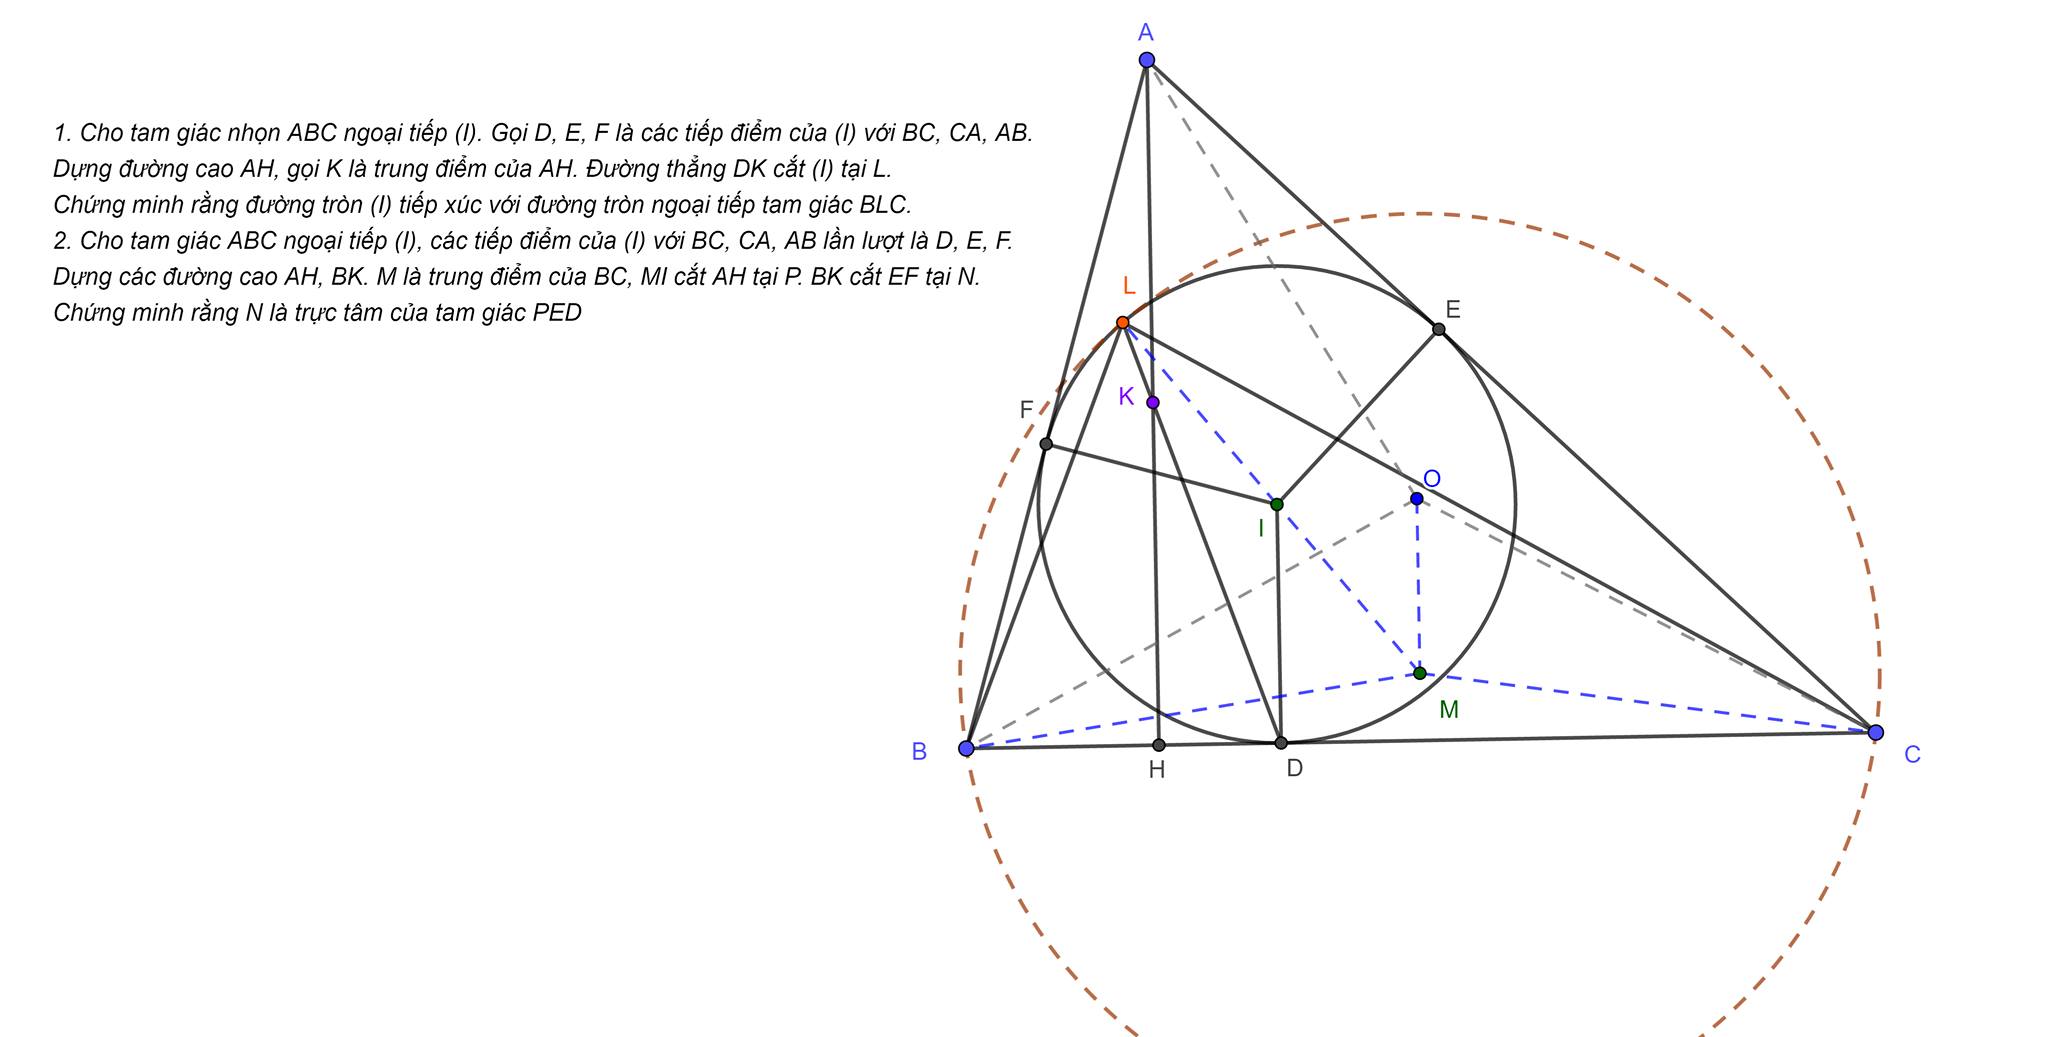 1. Cho tam giác nhọn ABC ngoại tiếp (I). Gọi D, E, F là các tiếp điểm của (I) với BC, CA, AB.
Dựng đường cao AH, gọi K là trung điểm của AH. Đường thẳng DK cắt (I) tại L.
Chứng minh rằng đường tròn (I) tiếp xúc với đường tròn ngoại tiếp tam giác BLC.
2. Cho tam giác ABC ngoại tiếp (I), các tiếp điểm của (I) với BC, CA, AB lần lượt là D, E, F.
Dựng các đường cao AH, BK. M là trung điểm của BC, MI cắt AH tại P. BK cắt EF tại N.
Chứng minh rằng N là trực tâm của tam giác PED
A
L
E
K
F
O
I
M
B
C
H
D